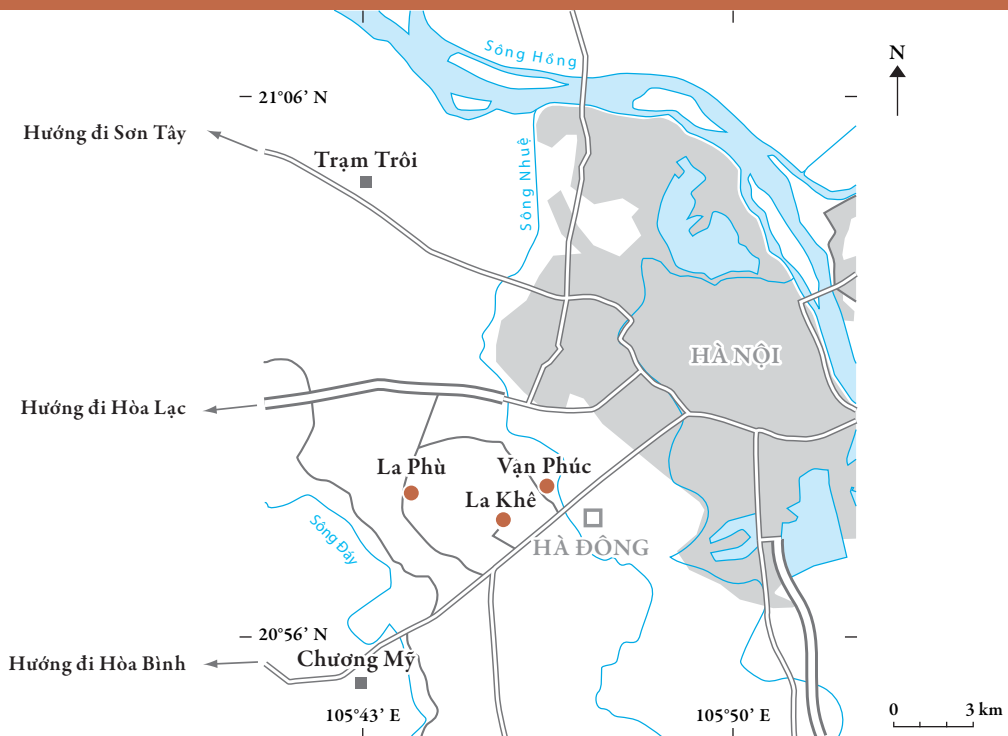 Sông Hồng
N
21°06’ N
Hướng đi Sơn Tây
Trạm Trôi
Sông Nhuệ
HÀ NỘI
Hướng đi Hòa Lạc
La Phù
Vạn Phúc
La Khê
Sông Đáy
HÀ ĐÔNG
20°56’ N
Hướng đi Hòa Bình
Chương Mỹ
105°43’ E
105°50’ E
0
3 km